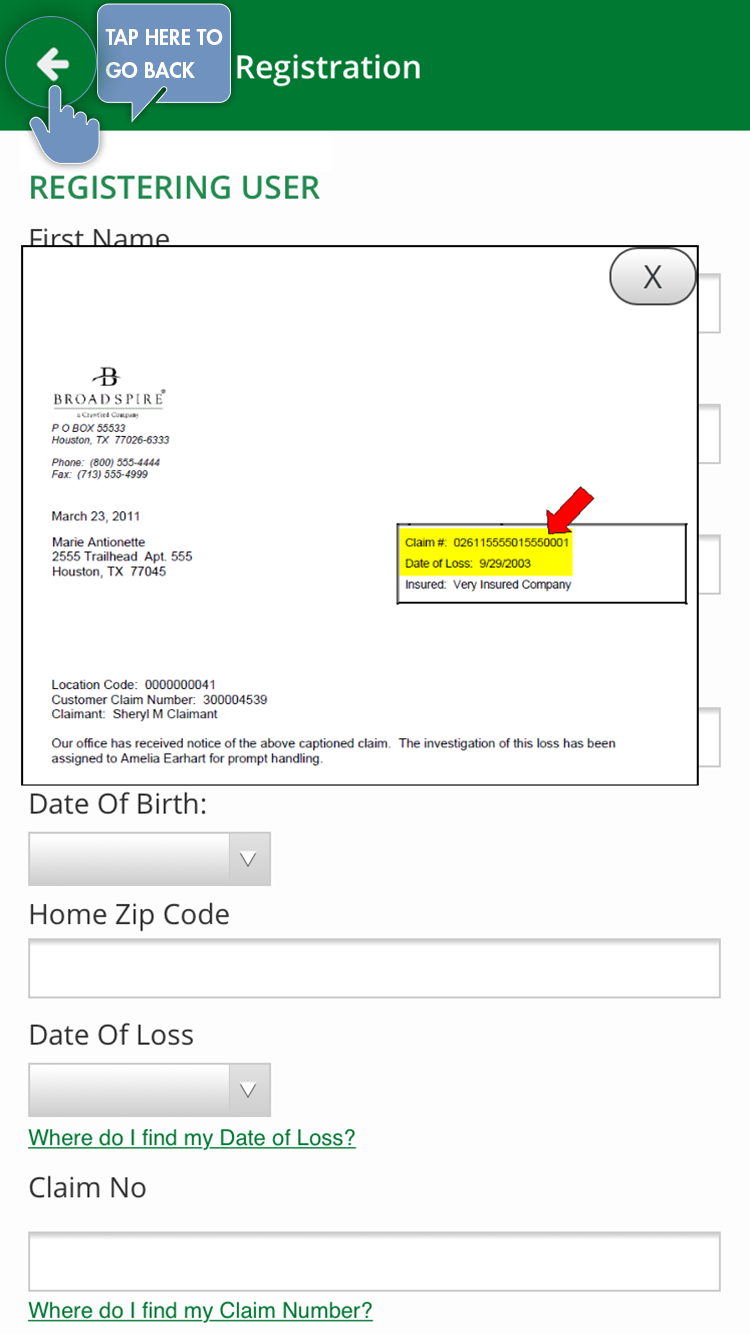 TAP HERE TO
GO BACK
Registration
REGISTERING USER
First Name
X
B
BROADSPIRE®
a Crawford Company
P O BOX 55533
Houston, TX 77026-6333
Phone: (800) 555-4444
Fax: (713) 555-4999
March 23, 2011
Marie Antionette
2555 Trailhead Apt. 555
Houston, TX 77045
Claim #: 026115555015550001
Date of Loss: 9/29/2003
Insured: Very Insured Company
Location Code: 0000000041
Customer Claim Number: 300004539
Claimant: Sheryl M Claimant
Our office has received notice of the above captioned claim. The investigation of this loss has been
assigned to Amelia Earhart for prompt handling.
Date Of Birth:
Home Zip Code
Date Of Loss
Where do I find my Date of Loss?
Claim No
Where do I find my Claim Number?